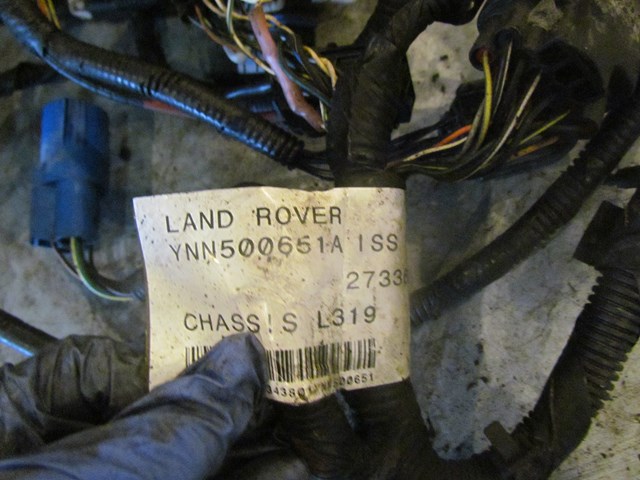 LAND ROVER
YNN500651A ISS
2733
CHASSIS L319